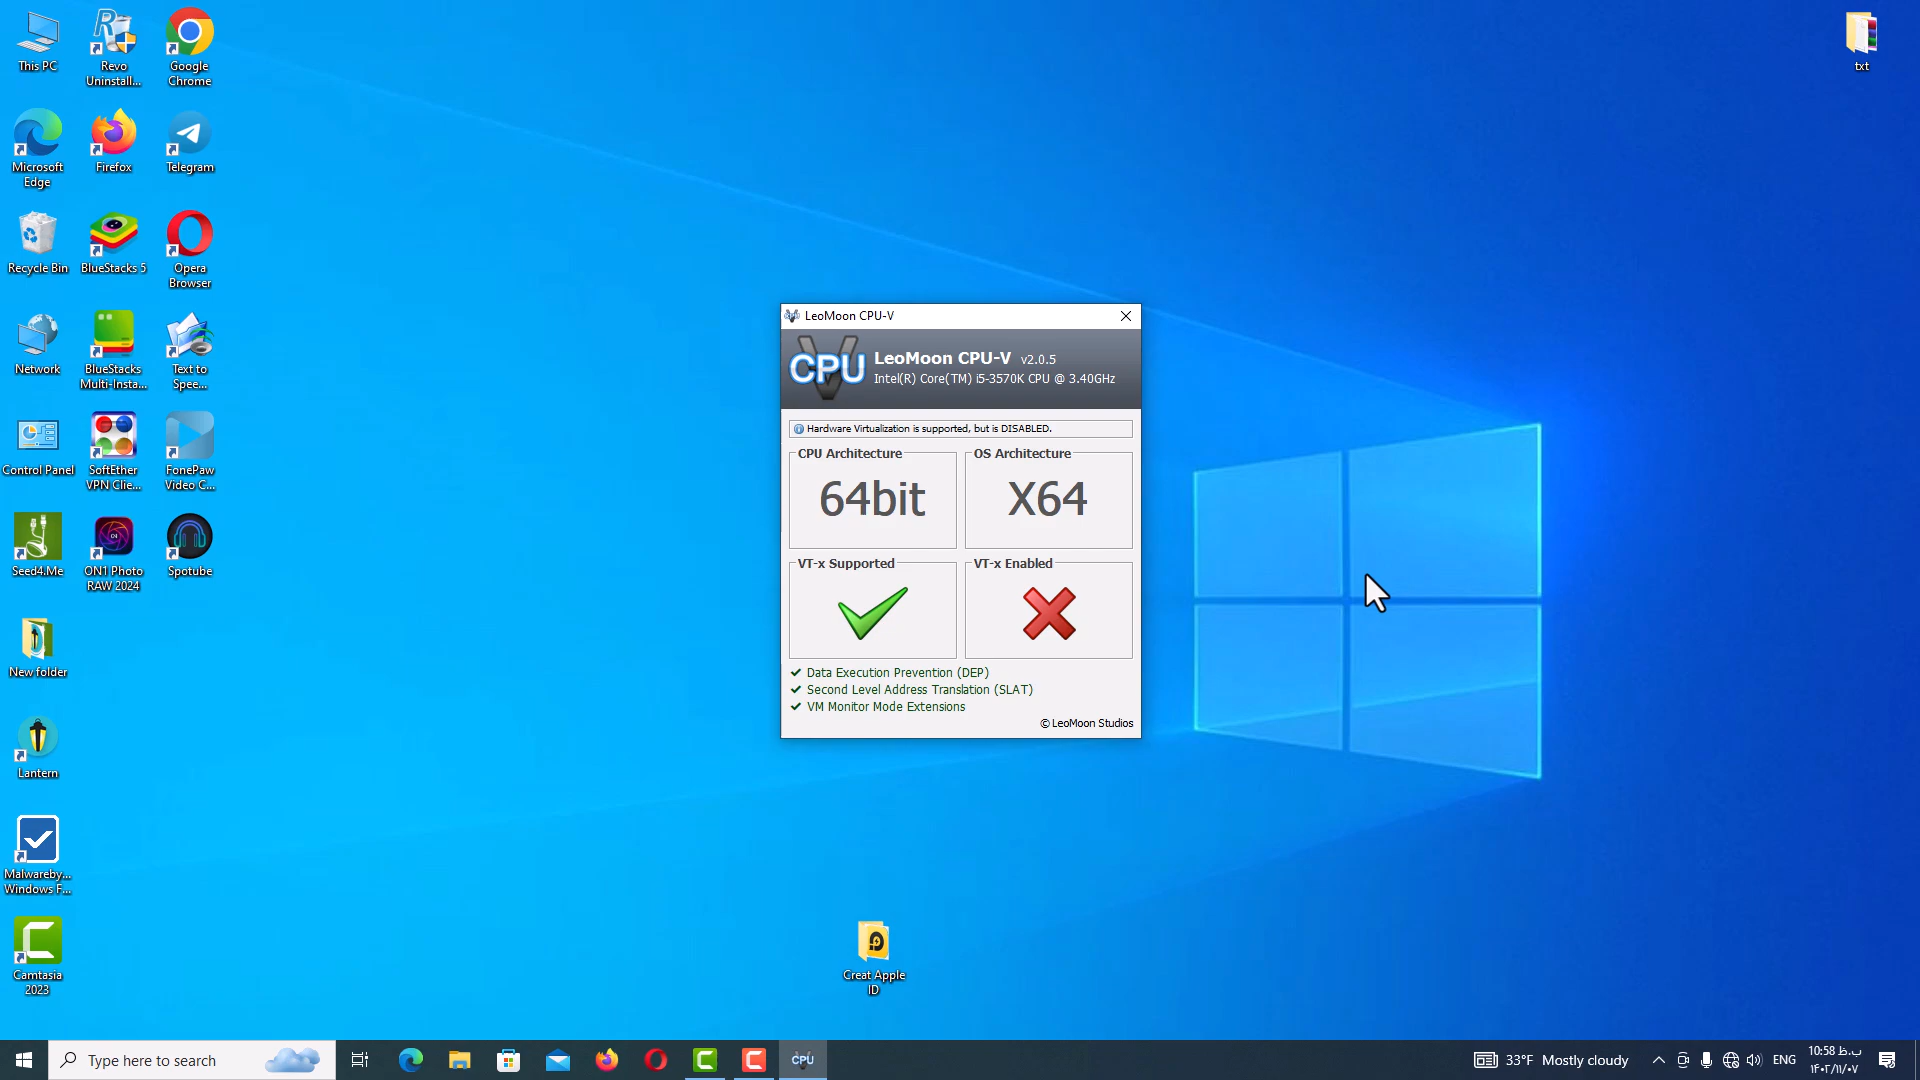 This PC
Revo
Uninstall...
Google
Chrome
txt
Microsoft
Edge
Firefox
Telegram
Recycle Bin
BlueStacks 5
Opera
Browser
Network
BlueStacks
Multi-Insta...
Text to
Spee...
Control Panel
SoftEther
VPN Clie...
FonePaw
Video C...
Seed4.Me
ON1 Photo
RAW 2024
Spotube
New folder
Lantern
Malwareby...
Windows F...
Camtasia
2023
LeoMoon CPU-V
CPU
LeoMoon CPU-V v2.0.5
Intel(R) Core(TM) i5-3570K CPU @ 3.40GHz
Hardware Virtualization is supported, but is DISABLED.
CPU Architecture
64bit
OS Architecture
X64
VT-x Supported
VT-x Enabled
Data Execution Prevention (DEP)
Second Level Address Translation (SLAT)
VM Monitor Mode Extensions
© LeoMoon Studios
Creat Apple
ID
Type here to search
CPU
33°F Mostly cloudy
ENG
10:58 ب.ظ
۱۴۰۲/۱۱/۰۷